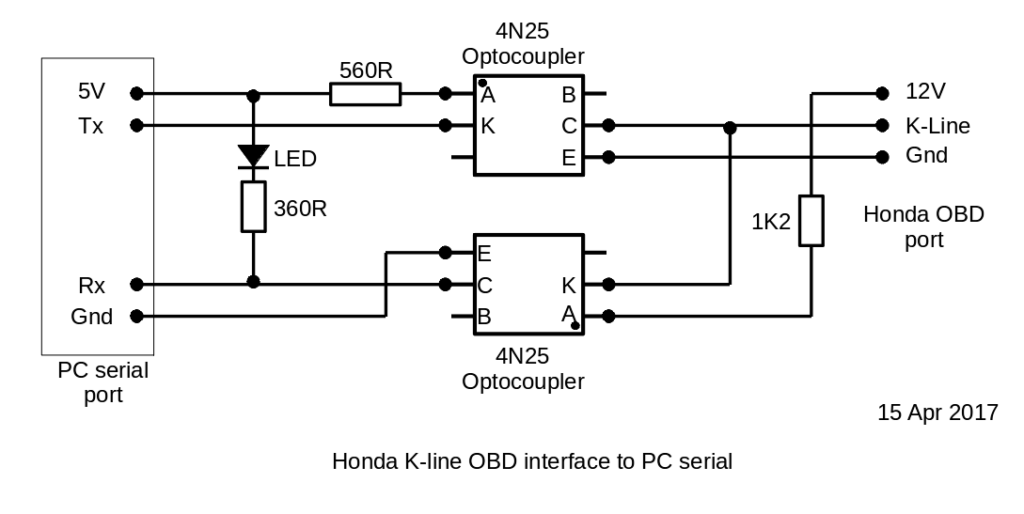 4N25
Optocoupler
560R
5V
A
B
12V
Tx
K
C
K-Line
E
Gnd
LED
360R
1K2
Honda OBD
port
E
Rx
C
K
Gnd
B
A
PC serial
port
4N25
Optocoupler
15 Apr 2017
Honda K-line OBD interface to PC serial